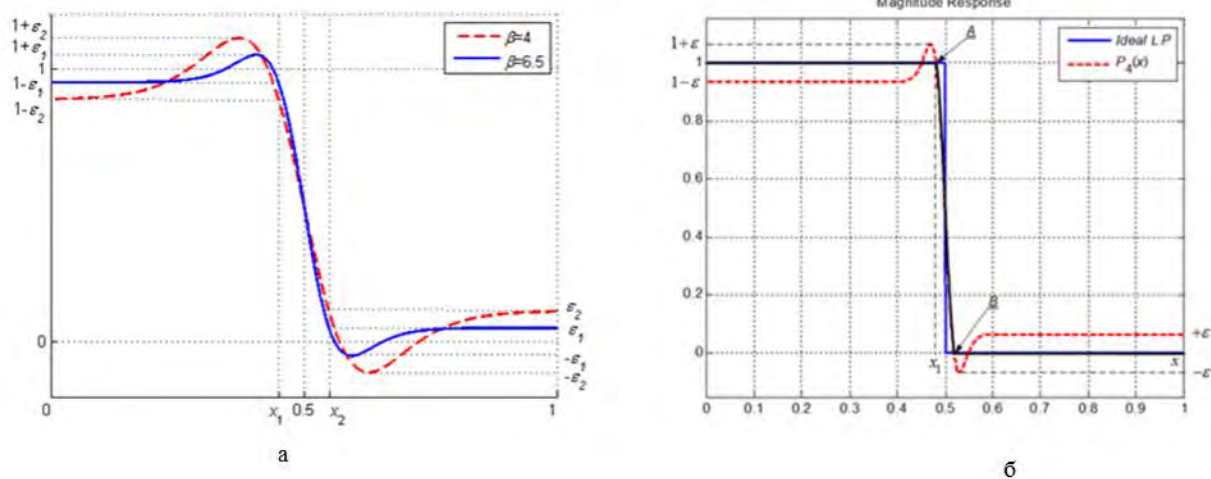 1+ε₂
1+ε₁
1
1-ε₁
1-ε₂
0
β=4
β=6.5
ε₂
ε₁
-ε₁
-ε₂
0
x₁
0.5
x₂
1
а
Magnitude Response
1+ε
1
1-ε
0.8
0.6
0.4
0.2
0
A
Ideal LP
P₄(x)
B
+ε
x₁
x
-ε
0 0.1 0.2 0.3 0.4 0.5 0.6 0.7 0.8 0.9 1
б